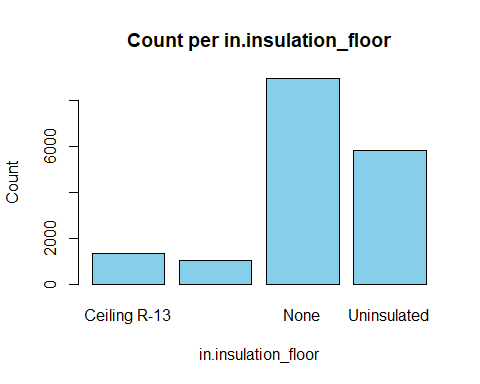 Count per in.insulation_floor
Count
6000
2000
0
Ceiling R-13 None Uninsulated
in.insulation_floor